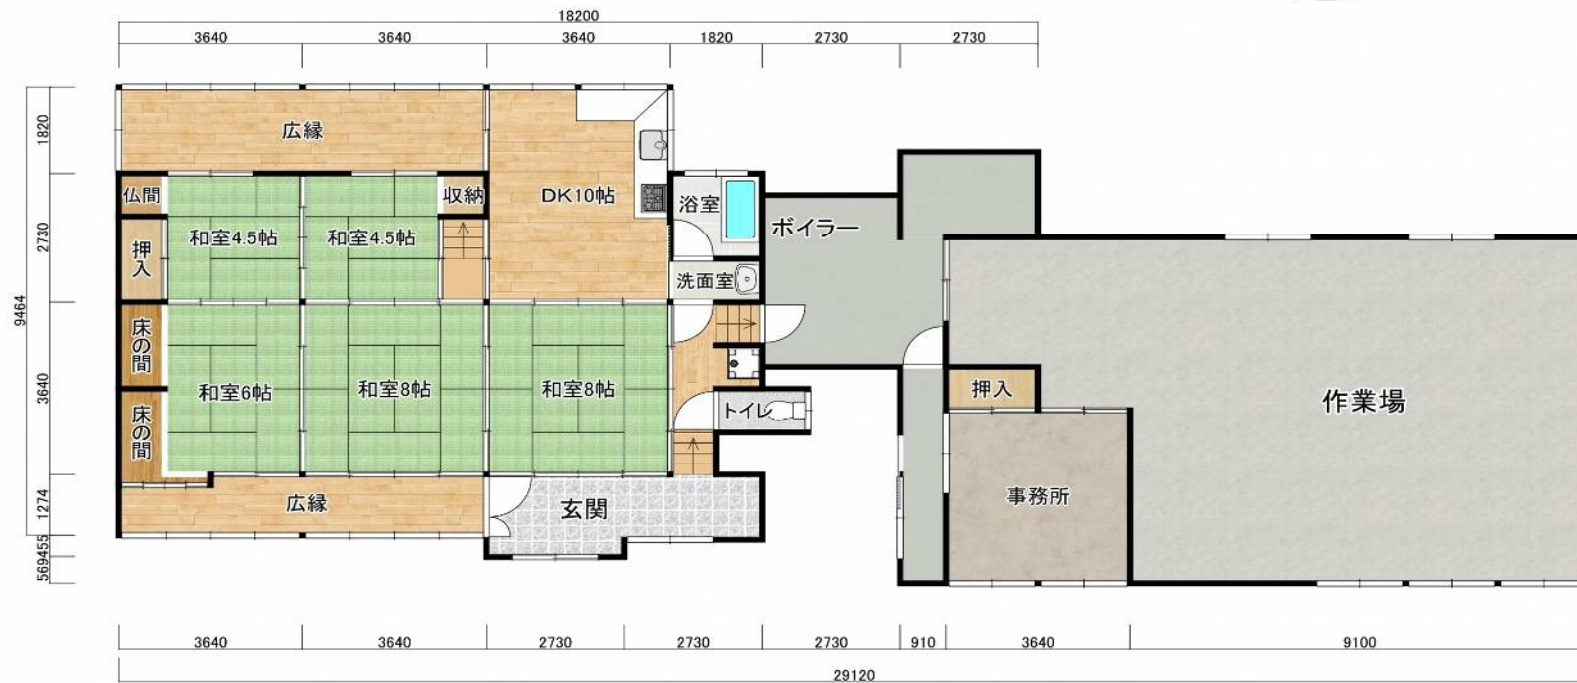 18200
3640 3640 3640 1820 2730 2730
1820
2730
9464
3640
1274
455
569
広縁
仏間
押入
和室4.5帖
和室4.5帖
収納
DK10帖
浴室
洗面室
ボイラー
床の間
床の間
和室6帖
和室8帖
和室8帖
トイレ
押入
作業場
事務所
広縁
玄関
3640 3640 2730 2730 2730 910 3640 9100
29120